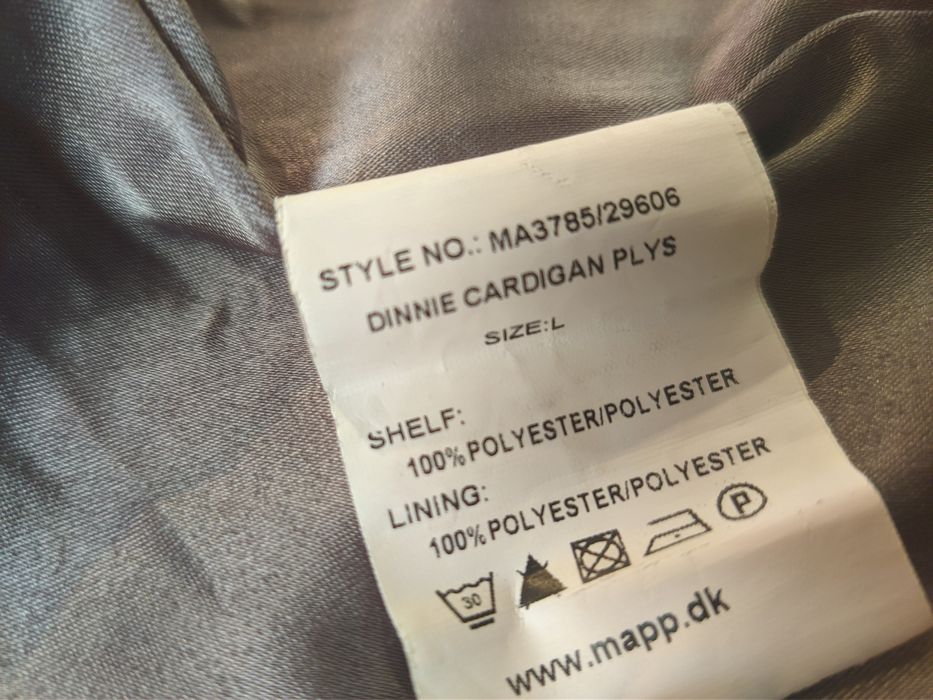 STYLE NO.: MA3785/29606
DINNIE CARDIGAN PLYS
SIZE:L
SHELF:
100% POLYESTER/POLYESTER
LINING:
100% POLYESTER/POLYESTER
30 P
www.mapp.dk